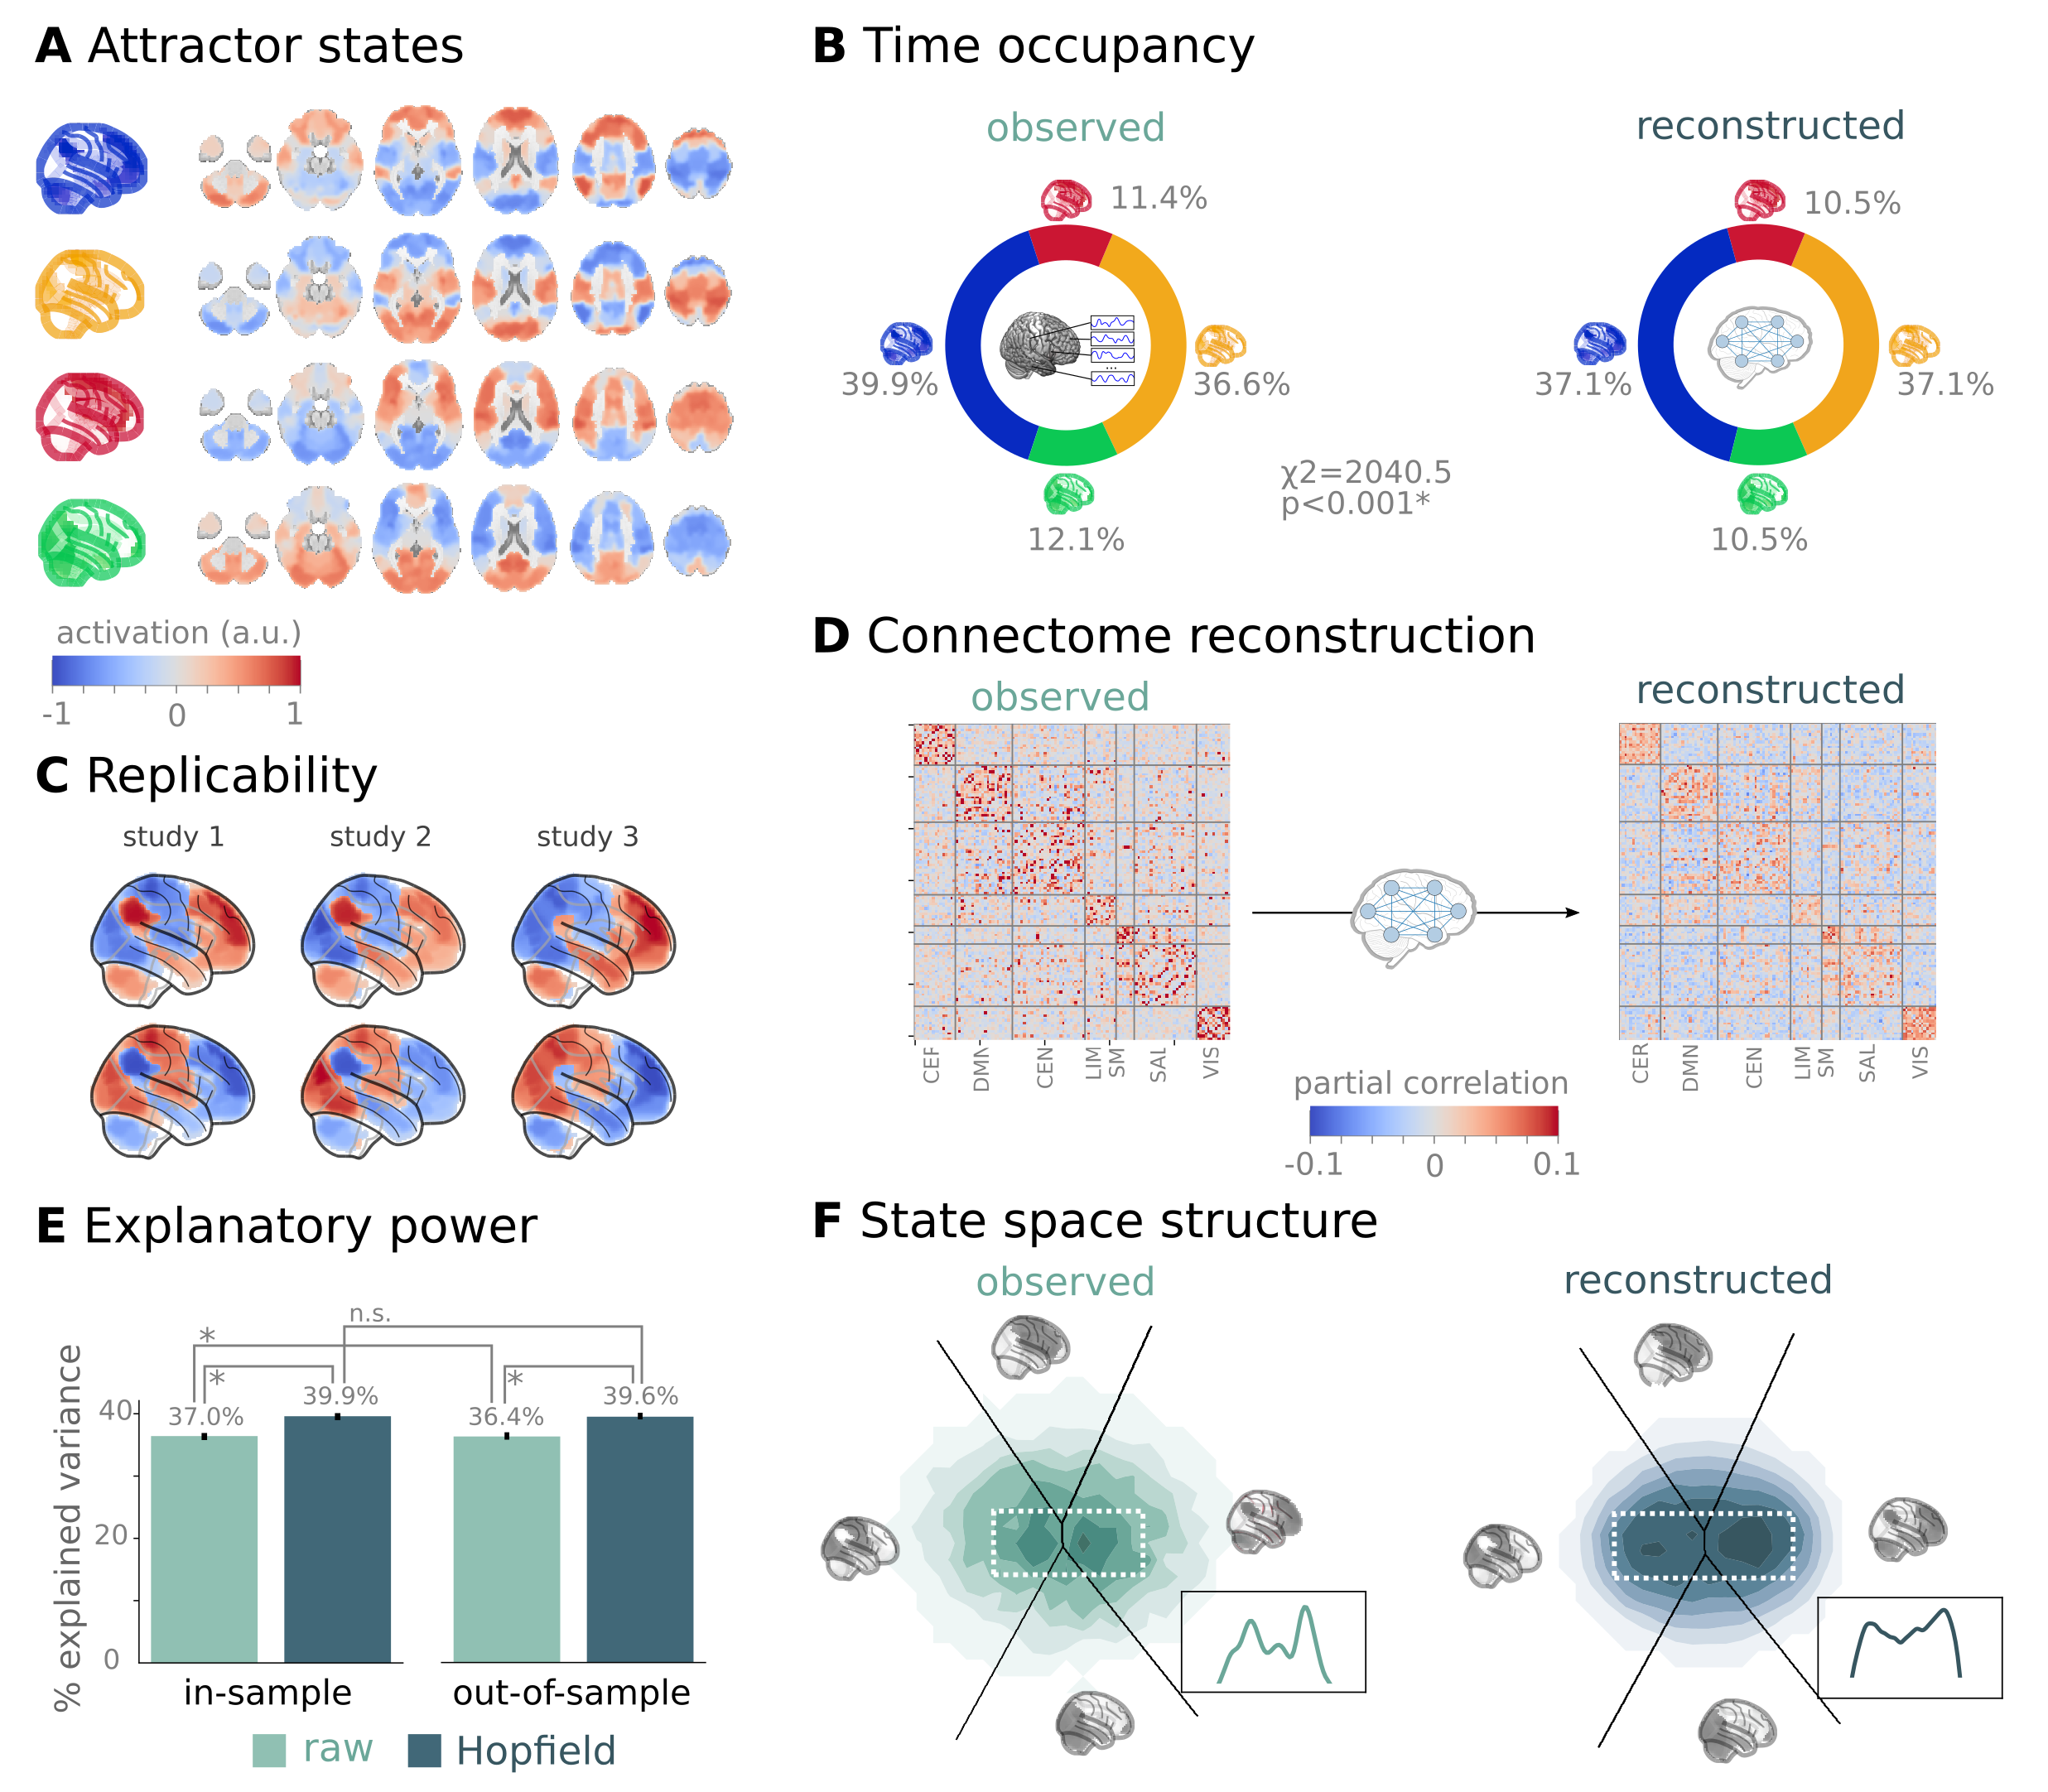 A Attractor states
activation (a.u.)
-1 0 1
B Time occupancy
observed
reconstructed
11.4%
39.9%
36.6%
12.1%
...
χ2=2040.5
p<0.001*
10.5%
37.1%
37.1%
10.5%
C Replicability
study 1 study 2 study 3
D Connectome reconstruction
observed
reconstructed
CER DMN CEN LIM SM SAL VIS
CER DMN CEN LIM SM SAL VIS
partial correlation
-0.1 0 0.1
E Explanatory power
n.s.
*
* *
37.0% 39.9% 36.4% 39.6%
% explained variance
40
20
0
in-sample out-of-sample
raw Hopfield
F State space structure
observed
reconstructed